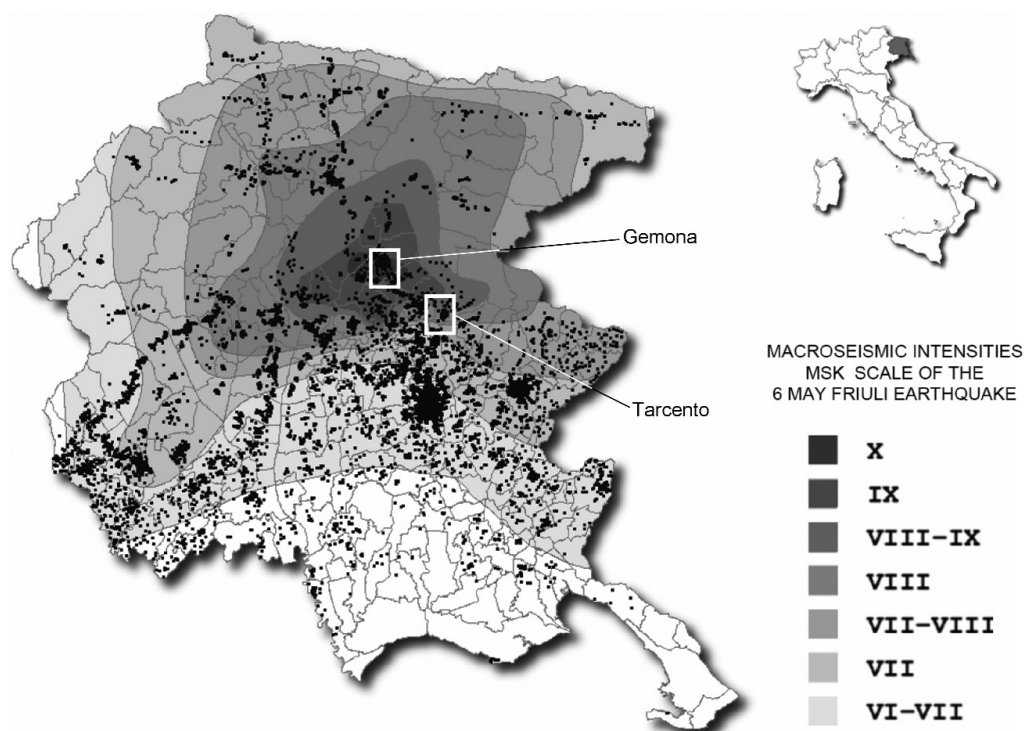 Gemona
Tarcento
MACROSEISMIC INTENSITIES
MSK SCALE OF THE
6 MAY FRIULI EARTHQUAKE
X
IX
VIII-IX
VIII
VII-VIII
VII
VI-VII